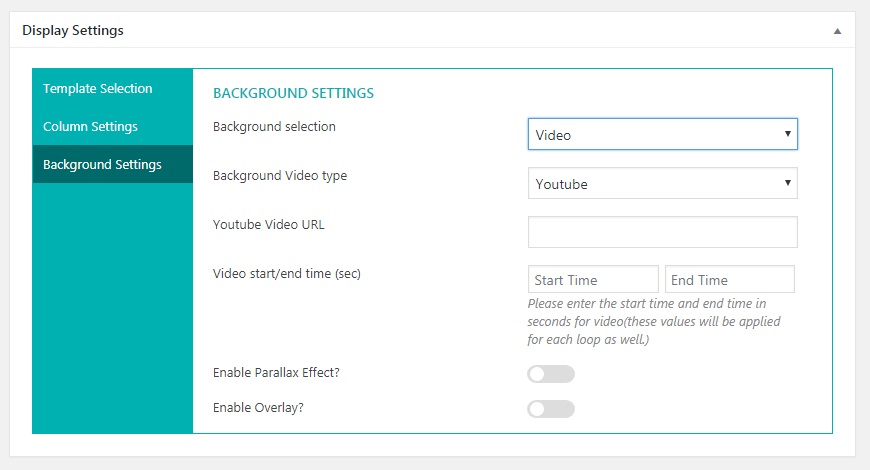 Display Settings
Template Selection
Column Settings
Background Settings
BACKGROUND SETTINGS
Background selection
Video
Background Video type
Youtube
Youtube Video URL
Video start/end time (sec)
Start Time
End Time
Please enter the start time and end time in
seconds for video(these values will be applied
for each loop as well.)
Enable Parallax Effect?
Enable Overlay?